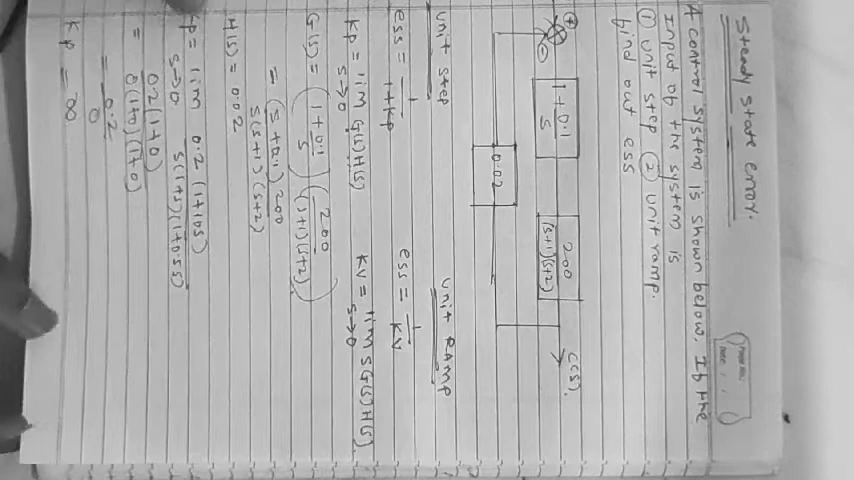 Steady state error.
A control system is shown below. If the
input of the system is
① unit step ② unit ramp.
find out ess
+
-
1+0.1/S
200/(s+1)(s+2)
C(S).
0.02
unit step
unit RAMP
ess = 1/1+Kp
ess = 1/Kv
Kp = lim s→0 G(s)H(s)
Kv = lim s→0 SG(s)H(s).
G(s) = (1+0.1/S) (200/(s+1)(s+2))
= (S+0.1)200/S(S+1)(S+2)
H(s) = 0.02
Kp = lim s→0 0.2(1+10S)/S(1+S)(1+0.5S)
= 0.2(1+0)/0(1+0)(1+0)
= 0.2/0
Kp = ∞